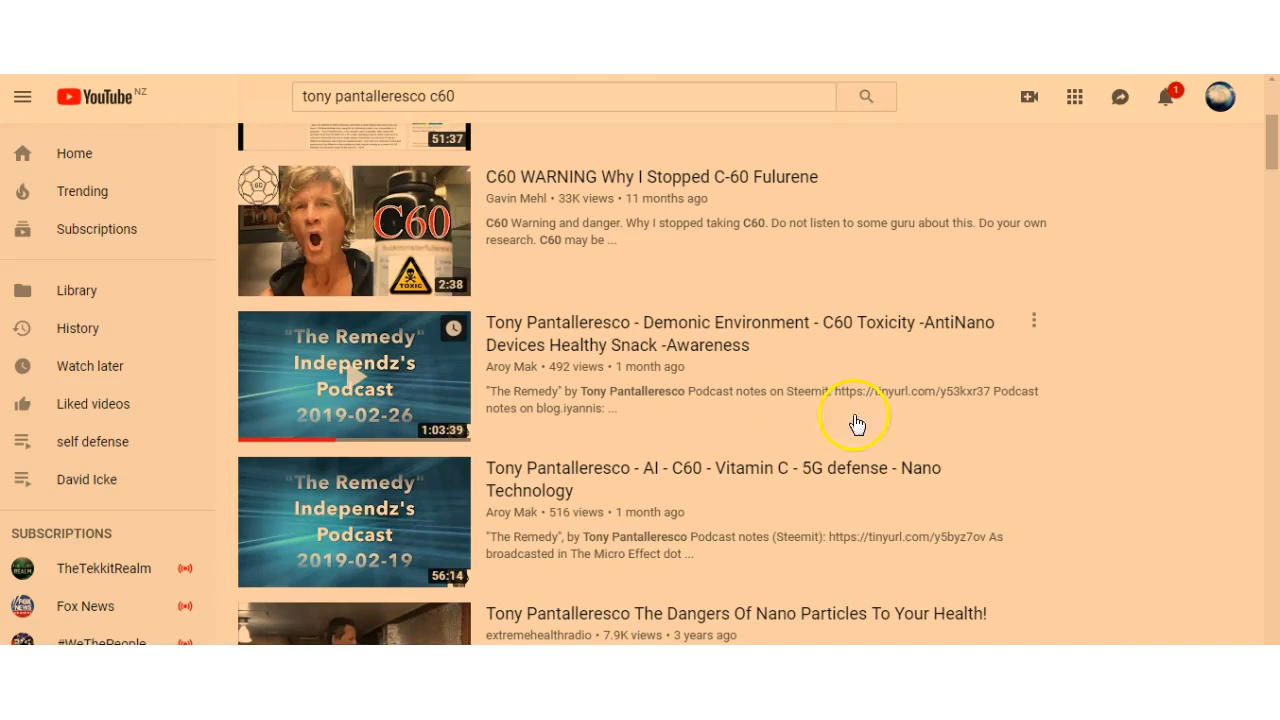 YouTube NZ
tony pantalleresco c60
1
Home
Trending
Subscriptions
Library
History
Watch later
Liked videos
self defense
David Icke
SUBSCRIPTIONS
TheTekkitRealm
Fox News
#WeThePeople
51:37
C60
TOXIC
2:38
C60 WARNING Why I Stopped C-60 Fulurene
Gavin Mehl • 33K views • 11 months ago
C60 Warning and danger. Why I stopped taking C60. Do not listen to some guru about this. Do your own
research. C60 may be ...
"The Remedy"
Independz's
Podcast
2019-02-26
1:03:39
Tony Pantalleresco - Demonic Environment - C60 Toxicity -AntiNano
Devices Healthy Snack -Awareness
Aroy Mak • 492 views • 1 month ago
"The Remedy" by Tony Pantalleresco Podcast notes on Steemit: https://tinyurl.com/y53kxr37 Podcast
notes on blog.iyannis: ...
"The Remedy"
Independz's
Podcast
2019-02-19
56:14
Tony Pantalleresco - AI - C60 - Vitamin C - 5G defense - Nano
Technology
Aroy Mak • 516 views • 1 month ago
"The Remedy", by Tony Pantalleresco Podcast notes (Steemit): https://tinyurl.com/y5byz7ov As
broadcasted in The Micro Effect dot ...
Tony Pantalleresco The Dangers Of Nano Particles To Your Health!
extremehealthradio • 7.9K views • 3 years ago